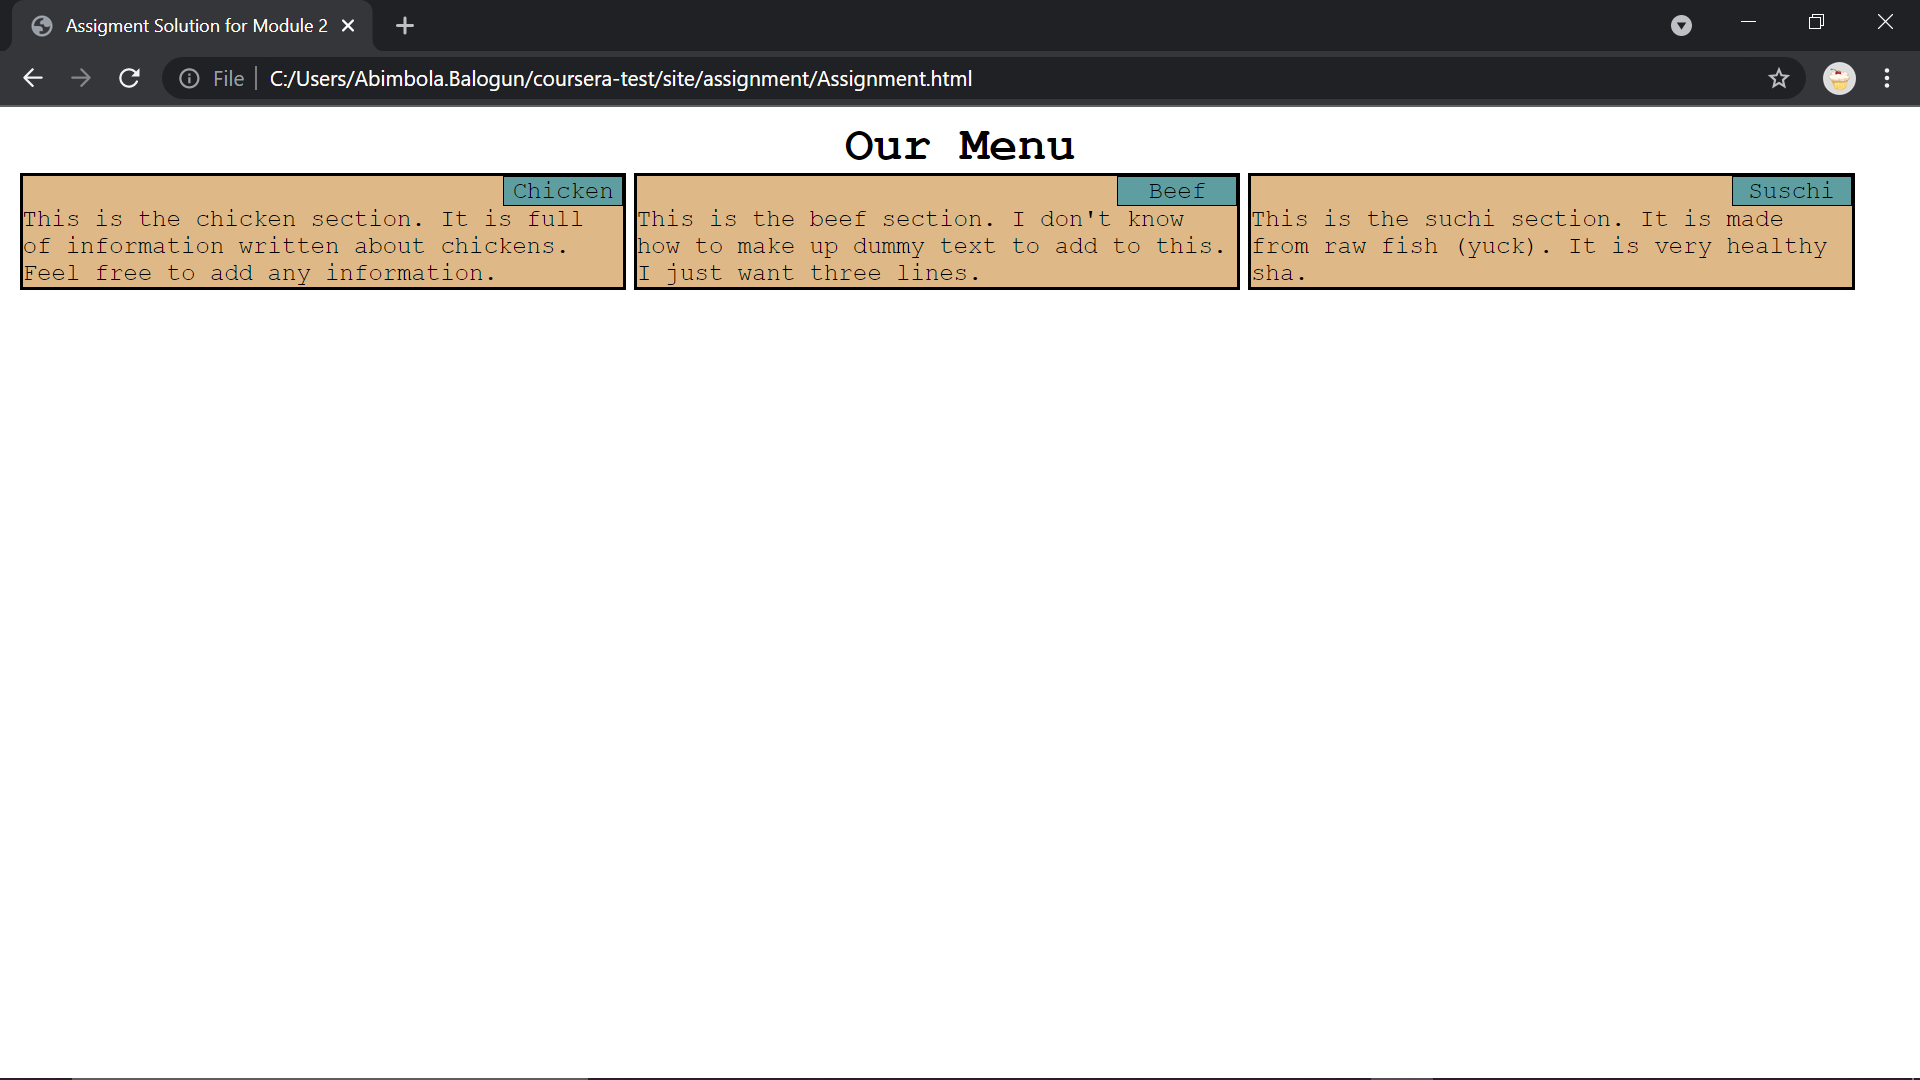 Assigment Solution for Module 2
File
C:/Users/Abimbola.Balogun/coursera-test/site/assignment/Assignment.html
Our Menu
Chicken
This is the chicken section. It is full
of information written about chickens.
Feel free to add any information.
Beef
This is the beef section. I don't know
how to make up dummy text to add to this.
I just want three lines.
Suschi
This is the suchi section. It is made
from raw fish (yuck). It is very healthy
sha.